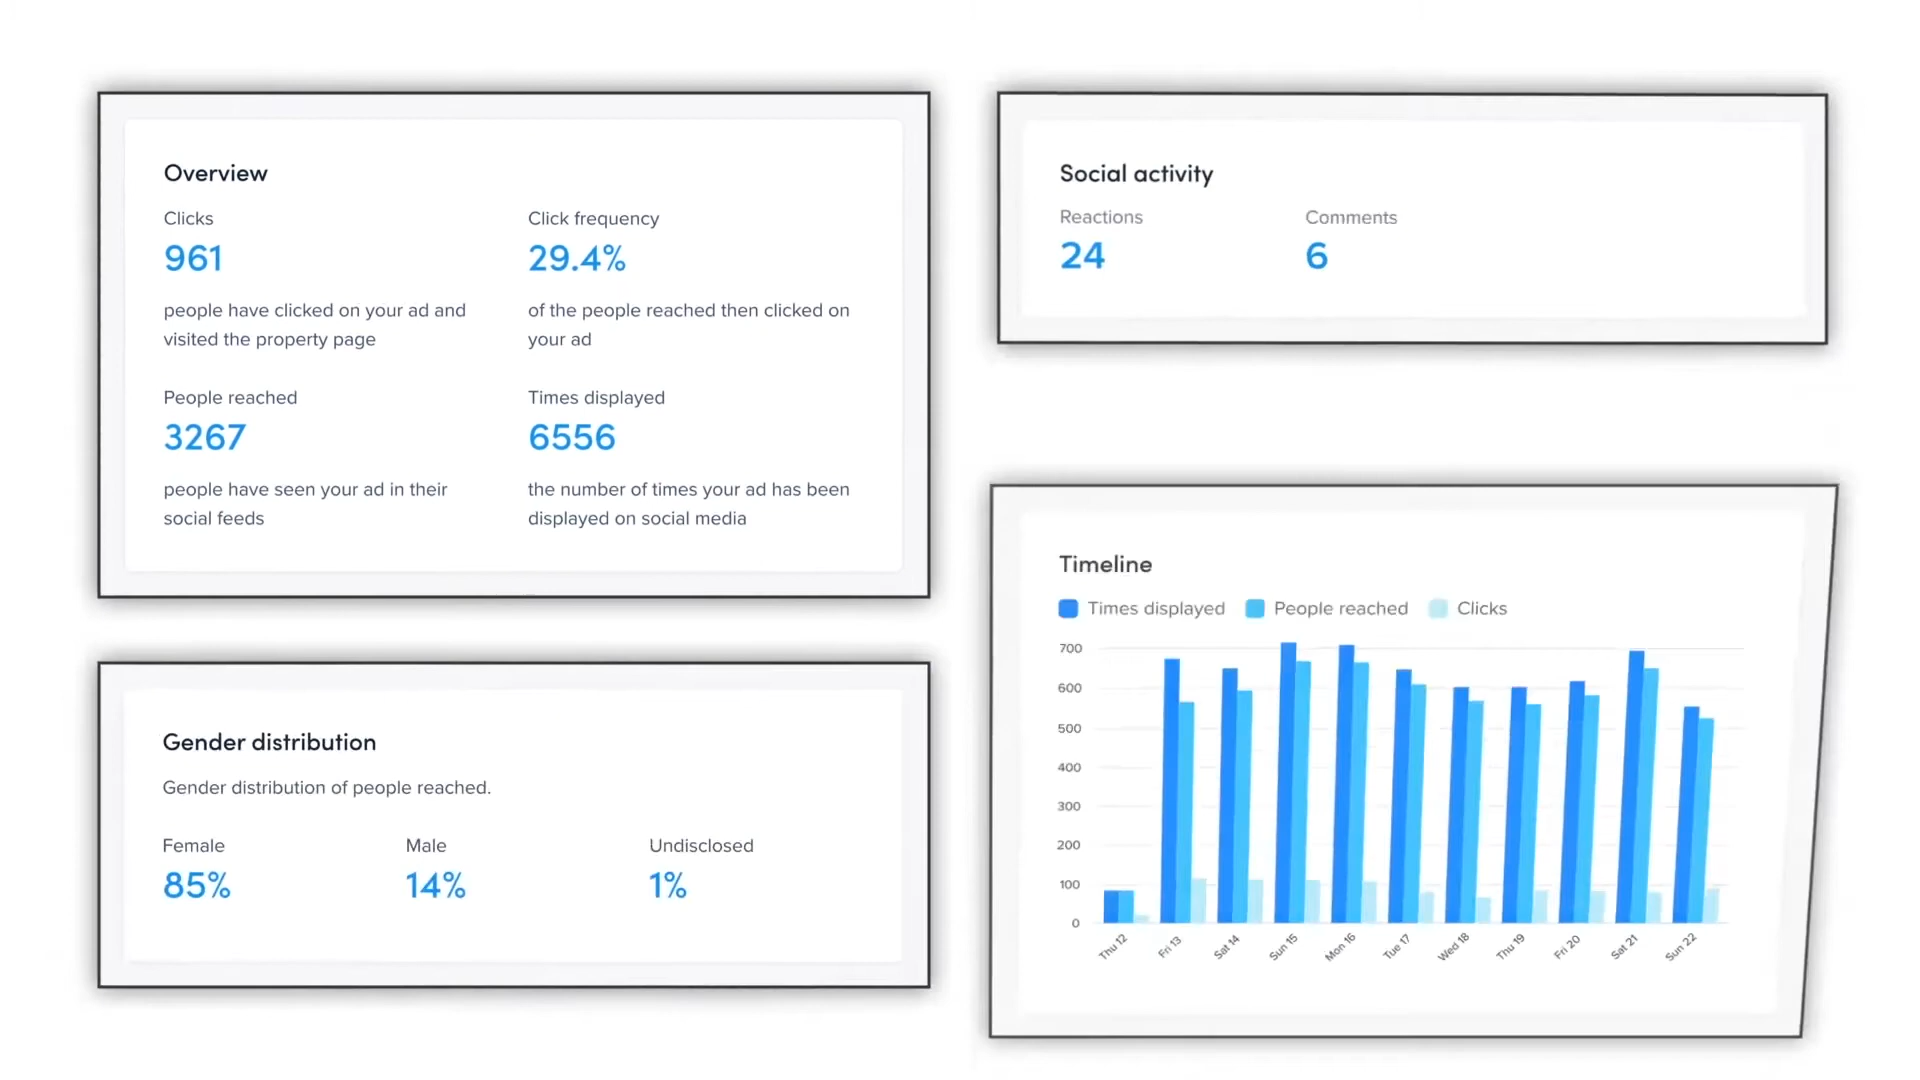 Overview
Clicks
961
people have clicked on your ad and
visited the property page
Click frequency
29.4%
of the people reached then clicked on
your ad
People reached
3267
people have seen your ad in their
social feeds
Times displayed
6556
the number of times your ad has been
displayed on social media
Gender distribution
Gender distribution of people reached.
Female
85%
Male
14%
Undisclosed
1%
Social activity
Reactions
24
Comments
6
Timeline
Times displayed People reached Clicks
700
600
500
400
300
200
100
0
Thu 12 Fri 13 Sat 14 Sun 15 Mon 16 Tue 17 Wed 18 Thu 19 Fri 20 Sat 21 Sun 22